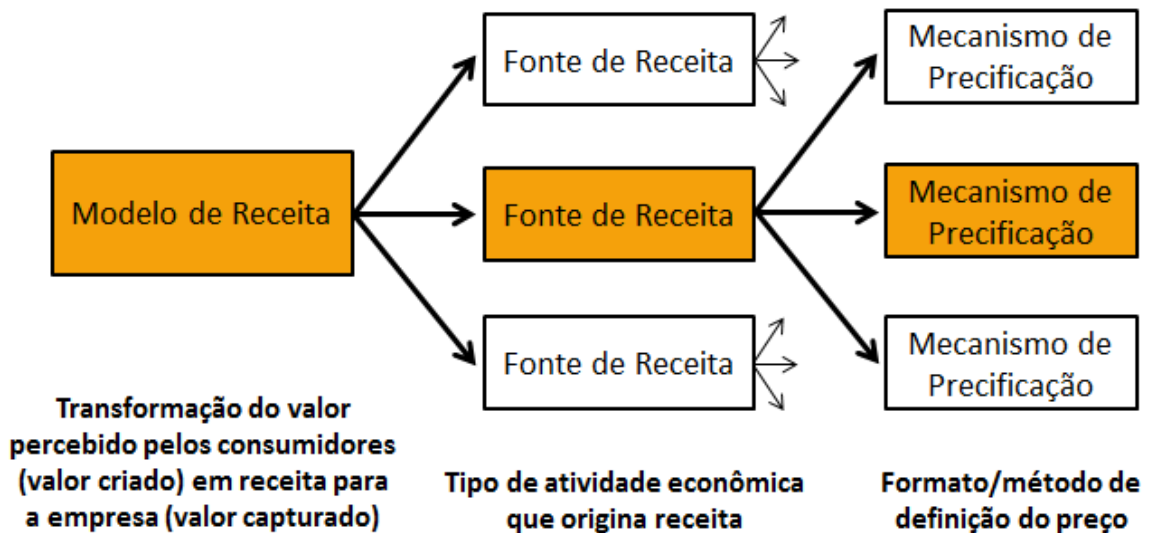 Modelo de Receita
Transformação do valor
percebido pelos consumidores
(valor criado) em receita para
a empresa (valor capturado)
Fonte de Receita
Fonte de Receita
Fonte de Receita
Tipo de atividade econômica
que origina receita
Mecanismo de
Precificação
Mecanismo de
Precificação
Mecanismo de
Precificação
Formato/método de
definição do preço